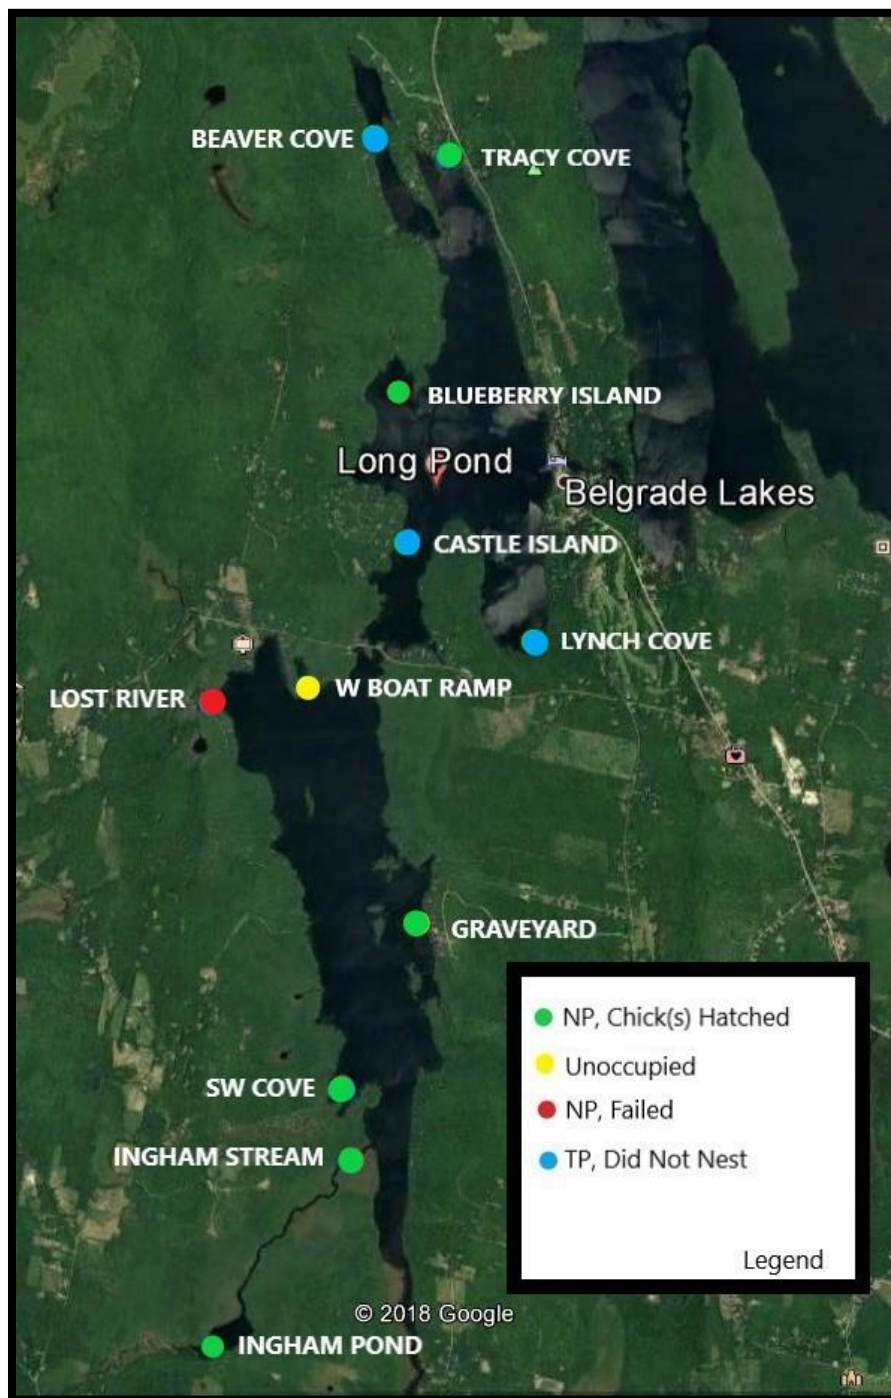 BEAVER COVE
TRACY COVE
BLUEBERRY ISLAND
Long Pond
Belgrade Lakes
CASTLE ISLAND
LYNCH COVE
W BOAT RAMP
LOST RIVER
GRAVEYARD
NP, Chick(s) Hatched
Unoccupied
NP, Failed
TP, Did Not Nest
Legend
SW COVE
INGHAM STREAM
© 2018 Google
INGHAM POND